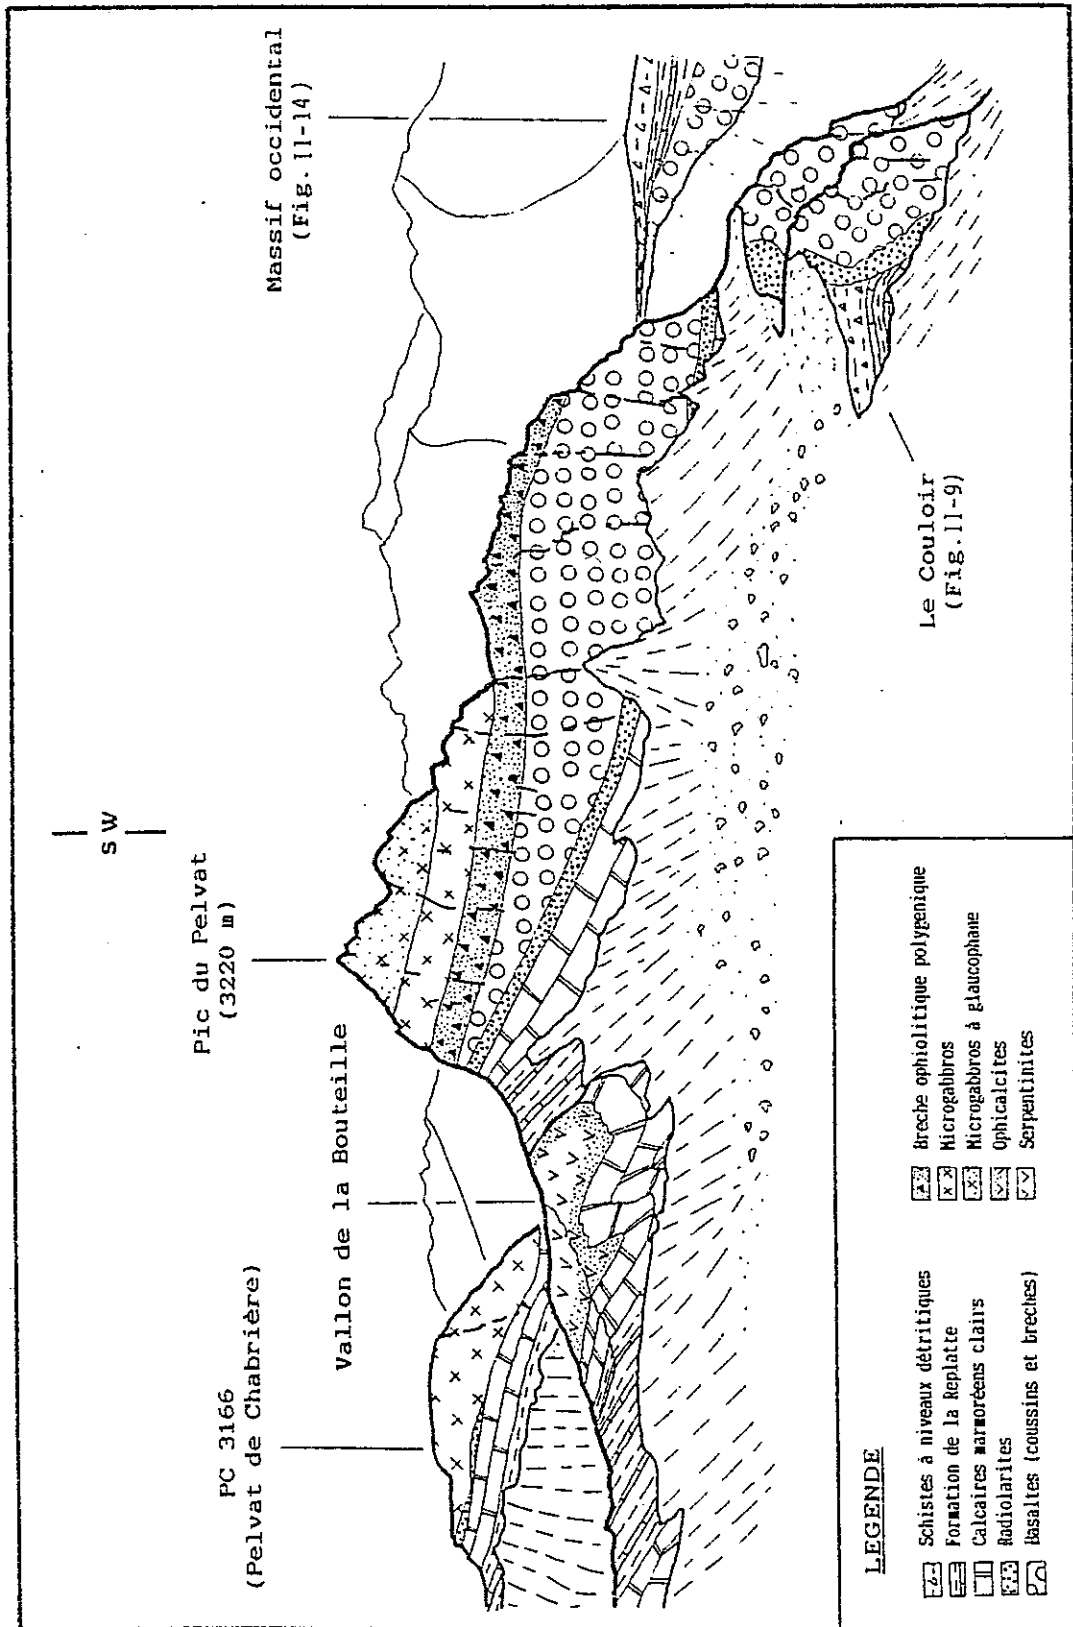 SW
Massif occidental
(Fig. II-14)
Pic du Pelvat
(3220 m)
Vallon de la Bouteille
PC 3166
(Pelvat de Chabrière)
Le Couloir
(Fig. II-9)
LEGENDE
Schistes à niveaux détritiques
Formation de la Replatte
Calcaires marmoréens clairs
Radiolarites
Basaltes (coussins et breches)
Breche ophiolitique polygenique
Microgabbros
Microgabbros à glaucophane
Ophicalcites
Serpentinites